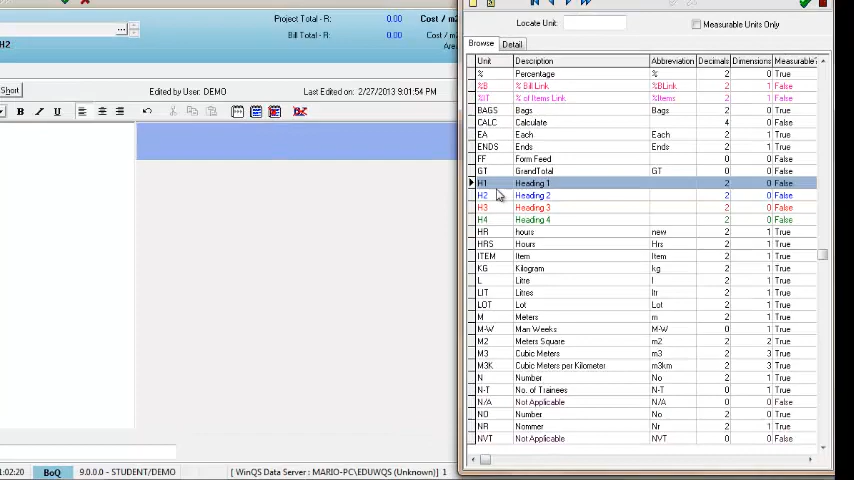 Project Total - R: 0.00 Cost / m2
Bill Total - R: 0.00
H2
Short
Edited by User: DEMO
Last Edited on: 2/27/2013 9:01:54 PM
B I U
Locate Unit:
Measurable Units Only
Browse Detail
Unit Description Abbreviation Decimals Dimensions Measurable?
% Percentage % 2 0 True
%B % Bill Link %BLink 2 1 False
%IT % of Items Link %Items 2 1 False
BAGS Bags Bags 2 1 True
CALC Calculate 4 0 False
EA Each Each 2 1 True
ENDS Ends Ends 2 1 True
FF Form Feed 0 0 False
GT GrandTotal GT 0 0 False
H1 Heading 1 2 0 False
H2 Heading 2 2 0 False
H3 Heading 3 2 0 False
H4 Heading 4 2 0 False
HR hours new 2 1 True
HRS Hours Hrs 2 1 True
ITEM Item Item 2 1 True
KG Kilogram kg 2 1 True
L Litre l 2 1 True
LIT Litres ltr 2 1 True
LOT Lot Lot 2 1 True
M Meters m 2 1 True
M-W Man Weeks M-W 0 1 True
M2 Meters Square m2 2 2 True
M3 Cubic Meters m3 2 3 True
M3K Cubic Meters per Kilometer m3km 2 3 True
N Number No 2 1 True
N-T No. of Trainees N-T 0 1 True
N/A Not Applicable N/A 0 0 False
NO Number No 2 1 True
NR Nommer Nr 2 1 True
NVT Not Applicable NVT 0 0 False
1:02:20 BoQ 9.0.0.0 - STUDENT/DEMO [ WinQS Data Server : MARIO-PC\EDUWQS (Unknown)] 1